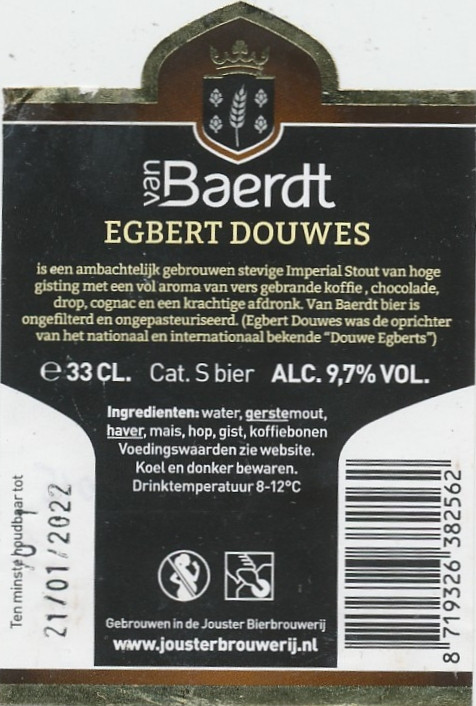 van Baerdt
EGBERT DOUWES
is een ambachtelijk gebrouwen stevige Imperial Stout van hoge
gisting met een vol aroma van vers gebrande koffie , chocolade,
drop, cognac en een krachtige afdronk. Van Baerdt bier is
ongefilterd en ongepasteuriseerd. (Egbert Douwes was de oprichter
van het nationaal en internationaal bekende "Douwe Egberts")
℮ 33 CL. Cat. S bier ALC. 9,7% VOL.
Ingredienten: water, gerstemout,
haver, mais, hop, gist, koffiebonen
Voedingswaarden zie website.
Koel en donker bewaren.
Drinktemperatuur 8-12°C
Ten minste houdbaar tot
21/01/2022
Gebrouwen in de Jouster Bierbrouwerij
www.jousterbrouwerij.nl
8 719326 382562